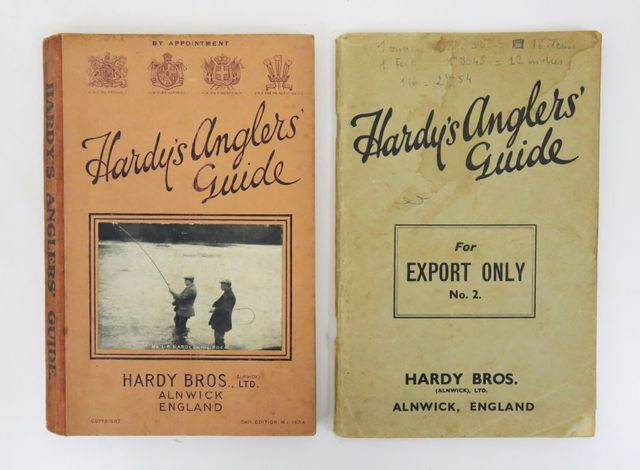 HARDY'S ANGLERS' GUIDE.
BY APPOINTMENT
Hardy's Anglers'
Guide
HARDY BROS., (ALNWICK) LTD.
ALNWICK
ENGLAND
COPYRIGHT
EDITION
Hardy's Anglers'
Guide
For
EXPORT ONLY
No. 2.
HARDY BROS.
(ALNWICK), LTD.
ALNWICK, ENGLAND